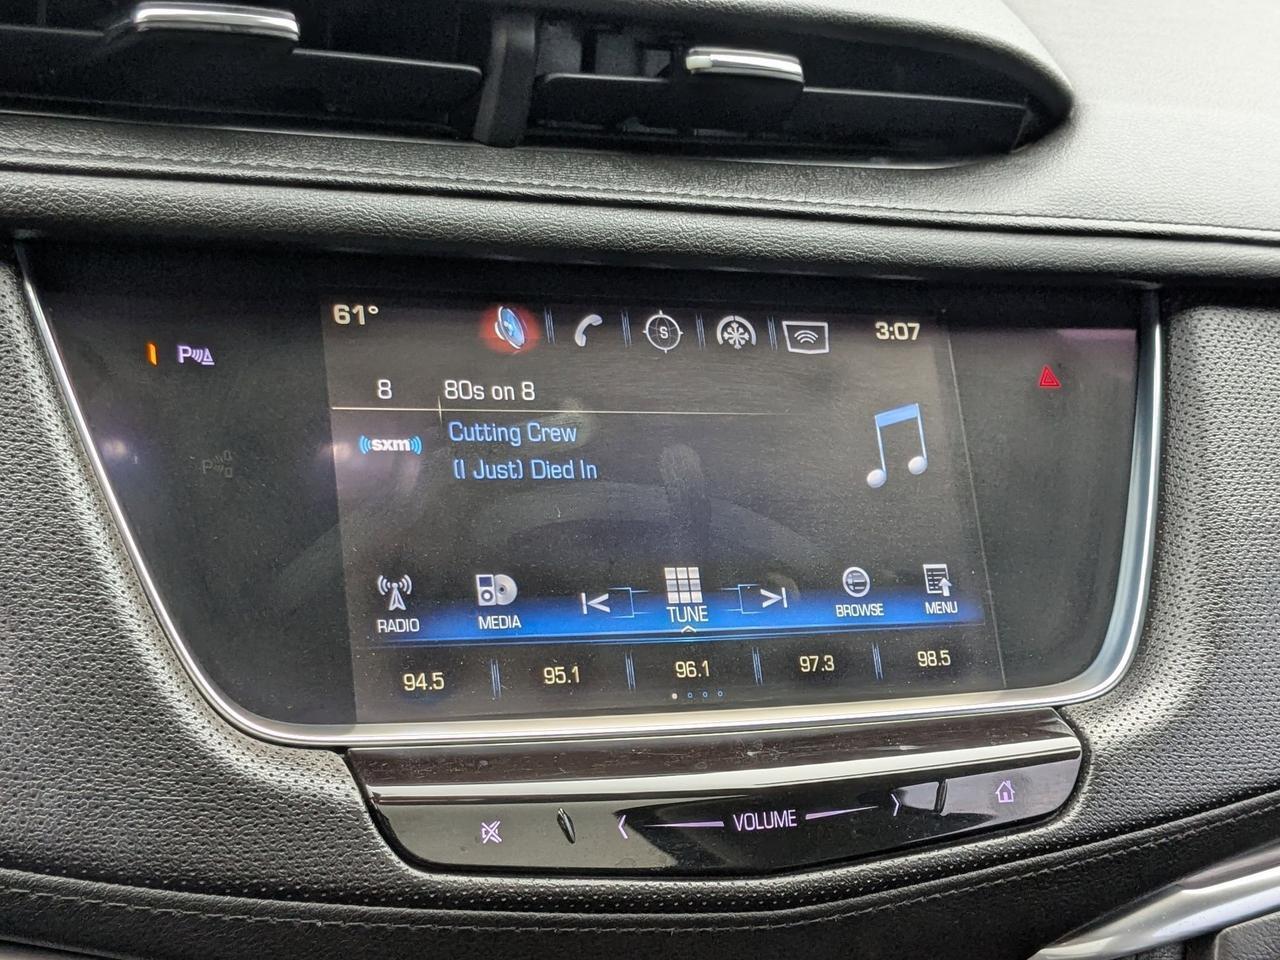 61° S 3:07
P
8 80s on 8
sxm Cutting Crew
(I Just) Died In
P
RADIO MEDIA TUNE BROWSE MENU
94.5 95.1 96.1 97.3 98.5
VOLUME